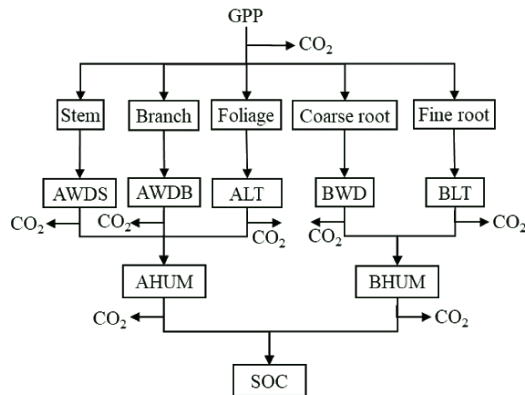 GPP
CO₂
Stem
Branch
Foliage
Coarse root
Fine root
AWDS
AWDB
ALT
BWD
BLT
CO₂
CO₂
CO₂
CO₂
CO₂
AHUM
BHUM
CO₂
CO₂
SOC